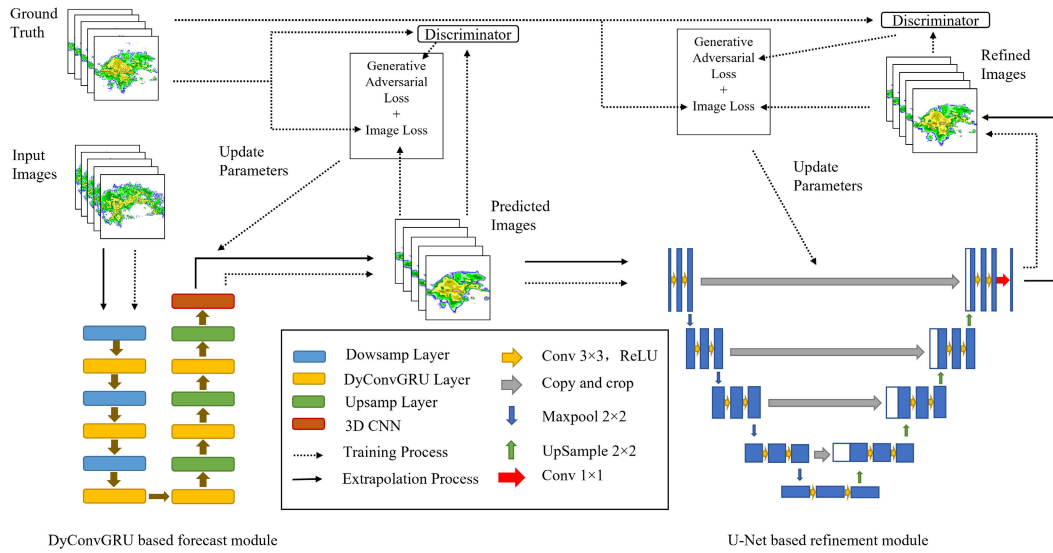 Ground
Truth
Discriminator
Generative
Adversarial
Loss
+
Image Loss
Input
Images
Update
Parameters
Predicted
Images
Discriminator
Generative
Adversarial
Loss
+
Image Loss
Refined
Images
Update
Parameters
Dowsamp Layer
DyConvGRU Layer
Upsamp Layer
3D CNN
Training Process
Extrapolation Process
Conv 3×3，ReLU
Copy and crop
Maxpool 2×2
UpSample 2×2
Conv 1×1
DyConvGRU based forecast module
U-Net based refinement module